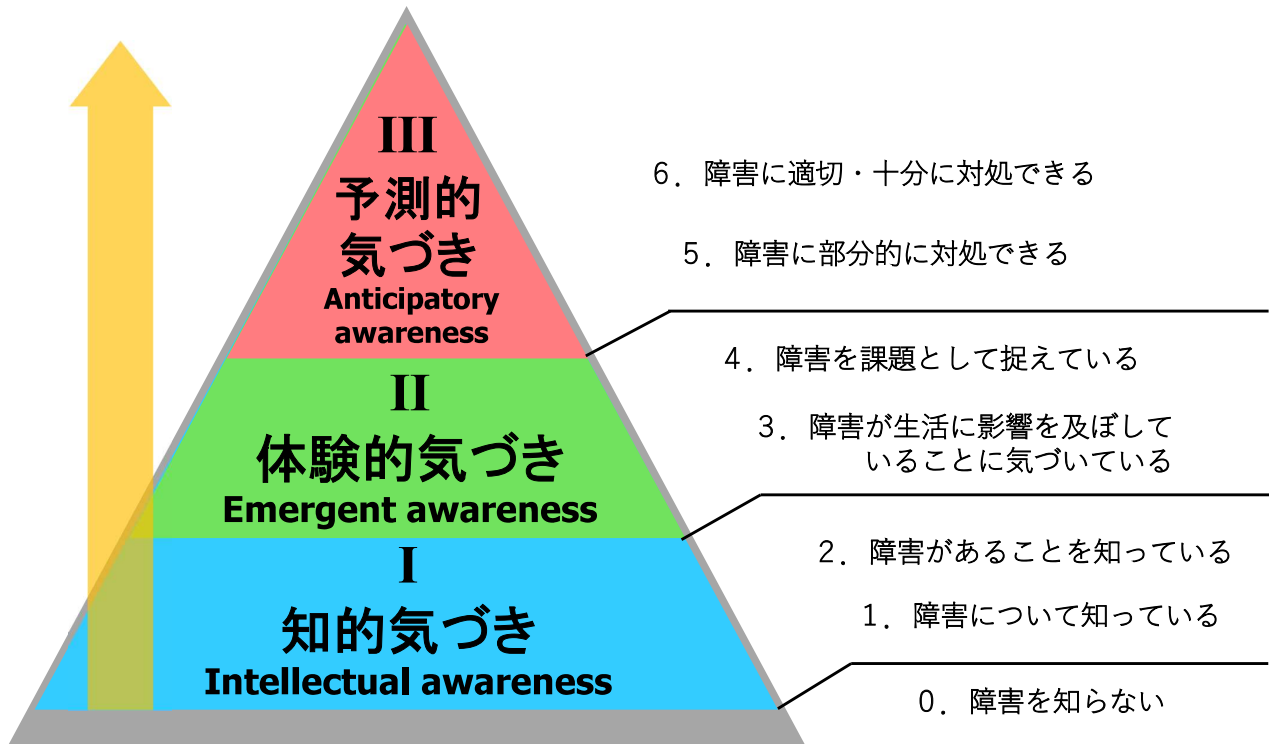 III
予測的
気づき
Anticipatory
awareness
II
体験的気づき
Emergent awareness
I
知的気づき
Intellectual awareness
6．障害に適切・十分に対処できる
5．障害に部分的に対処できる
4．障害を課題として捉えている
3．障害が生活に影響を及ぼして
いることに気づいている
2．障害があることを知っている
1．障害について知っている
0．障害を知らない